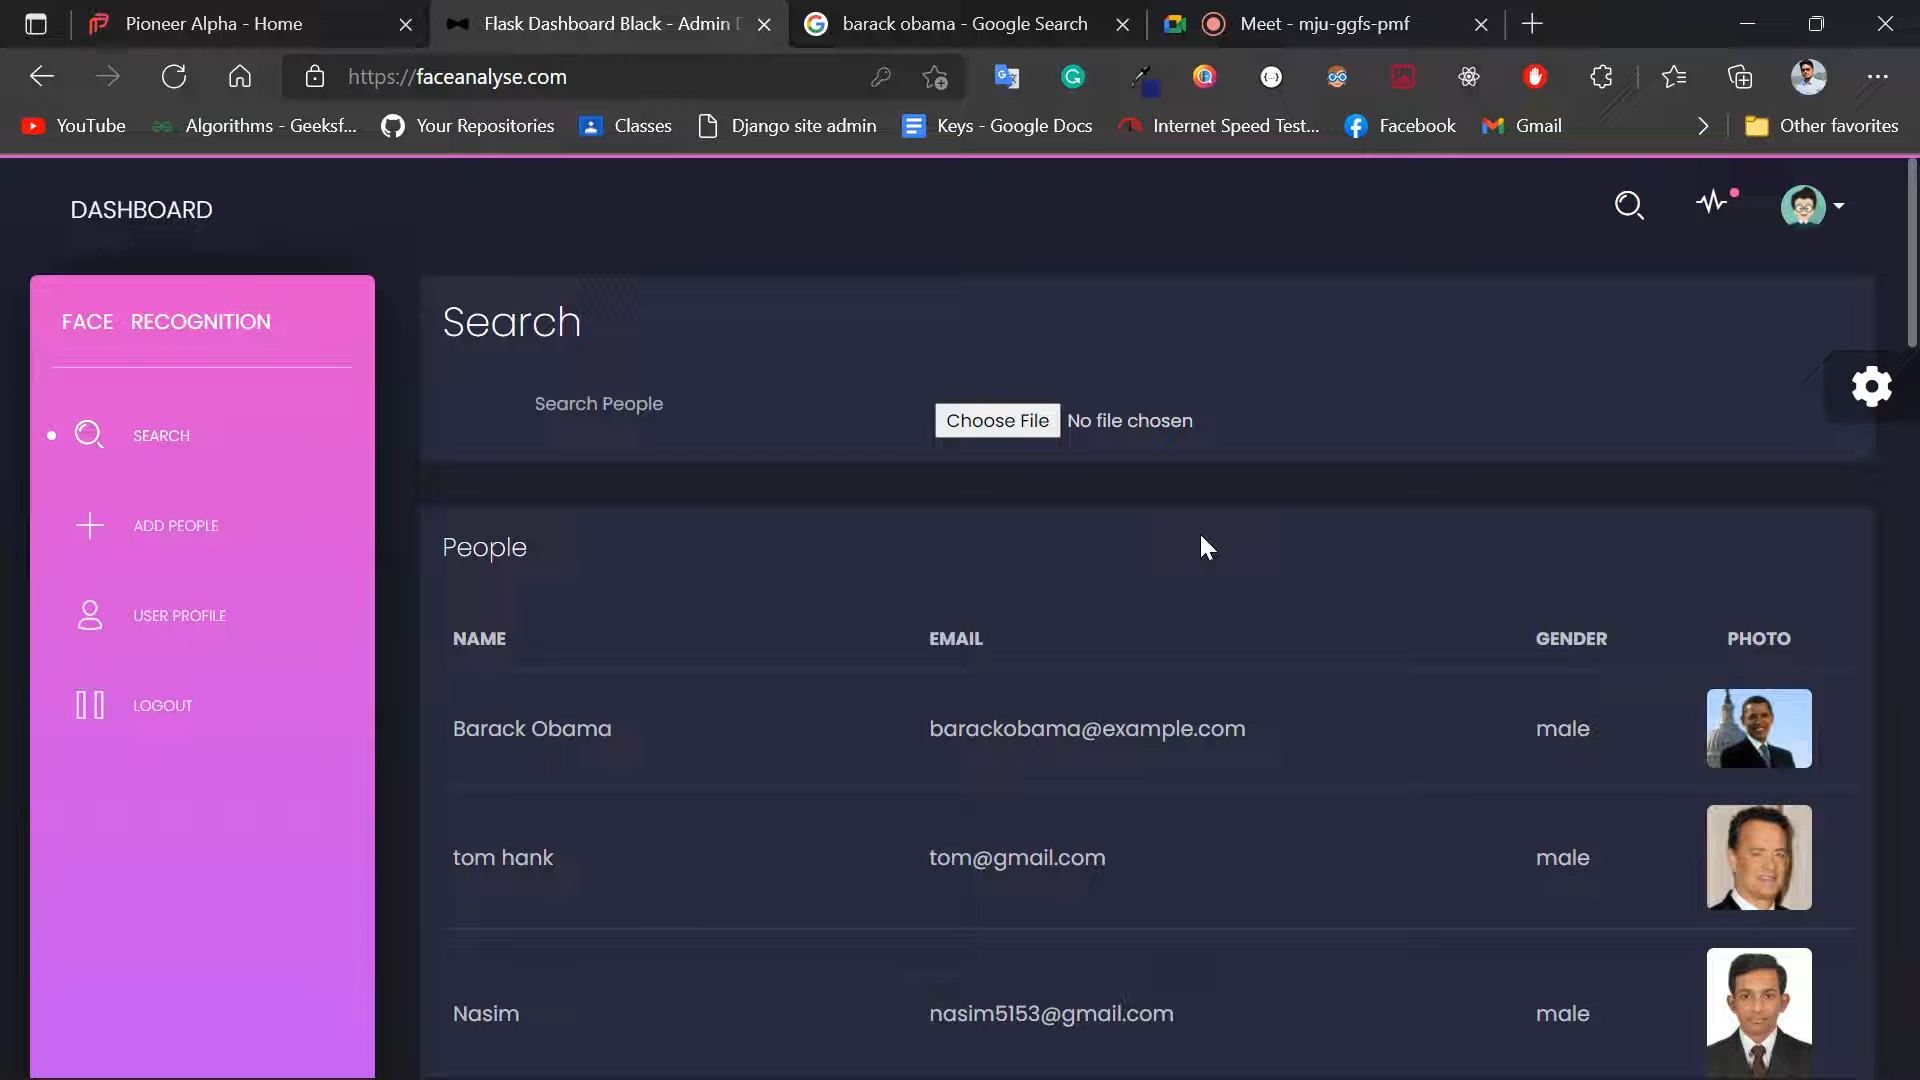 Pioneer Alpha - Home
Flask Dashboard Black - Admin
barack obama - Google Search
Meet - mju-ggfs-pmf
https://faceanalyse.com
YouTube
Algorithms - Geeksf...
Your Repositories
Classes
Django site admin
Keys - Google Docs
Internet Speed Test...
Facebook
Gmail
Other favorites
DASHBOARD
FACE RECOGNITION
SEARCH
ADD PEOPLE
USER PROFILE
LOGOUT
Search
Search People
Choose File No file chosen
People
NAME EMAIL GENDER PHOTO
Barack Obama barackobama@example.com male
tom hank tom@gmail.com male
Nasim nasim5153@gmail.com male